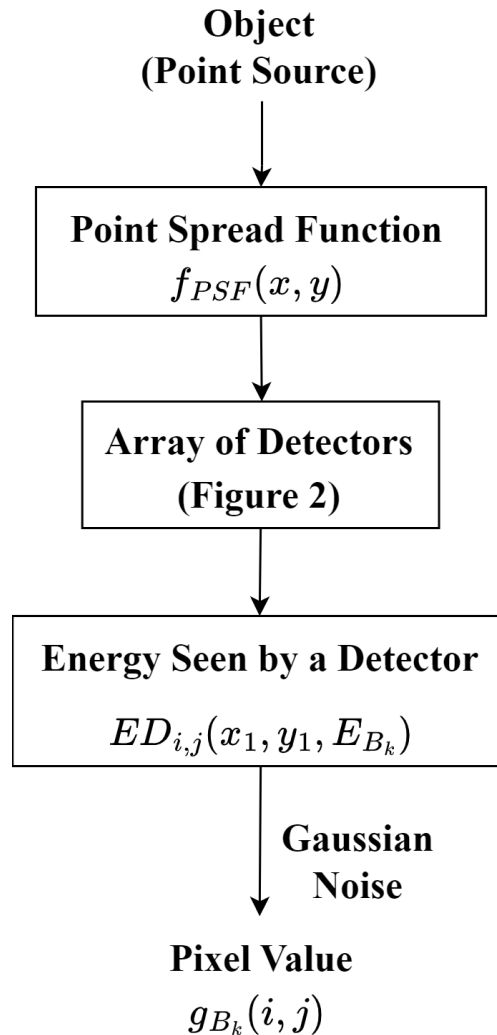 Object
(Point Source)
Point Spread Function
$f_{PSF}(x, y)$
Array of Detectors
(Figure 2)
Energy Seen by a Detector
$ED_{i,j}(x_1, y_1, E_{B_k})$
Gaussian
Noise
Pixel Value
$g_{B_k}(i, j)$